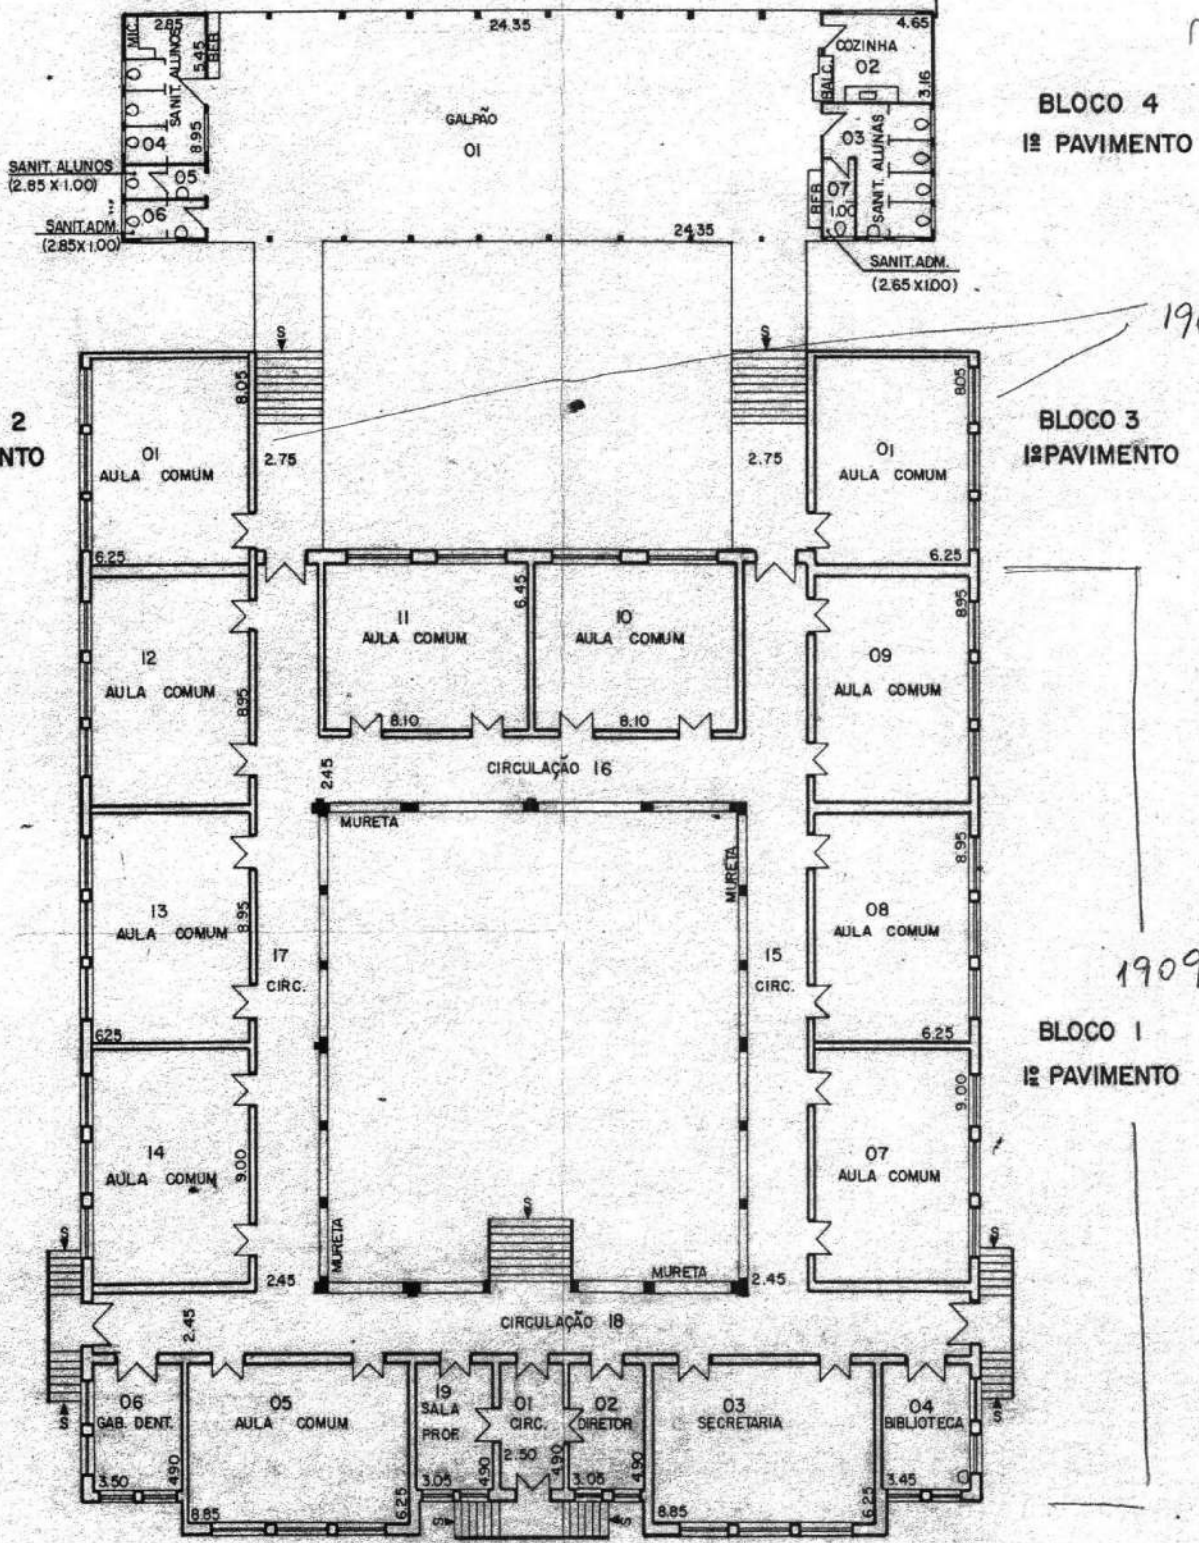 2.85
24.35
4.65
MIC.
BEB.
5.45
SANIT. ALUNOS
8.95
04
COZINHA
02
BALC.
3.16
GALPÃO
01
BLOCO 4
1º PAVIMENTO
SANIT. ALUNOS
(2.85 X 1.00)
05
SANIT. ADM.
(2.85 X 1.00)
06
03
SANIT. ALUNAS
07
1.00
BEB.
24.35
SANIT. ADM.
(2.65 X 1.00)
S
S
8.05
8.05
2
NTO
01
AULA COMUM
2.75
2.75
01
AULA COMUM
BLOCO 3
1º PAVIMENTO
6.25
6.25
11
AULA COMUM
6.45
10
AULA COMUM
8.95
12
AULA COMUM
8.95
09
AULA COMUM
8.10
8.10
CIRCULAÇÃO 16
2.45
MURETA
MURETA
8.95
13
AULA COMUM
8.95
08
AULA COMUM
17
CIRC.
15
CIRC.
1909
6.25
6.25
BLOCO 1
1º PAVIMENTO
9.00
14
AULA COMUM
9.00
07
AULA COMUM
S
S
S
MURETA
MURETA
2.45
2.45
2.45
CIRCULAÇÃO 18
06
GAB. DENT.
05
AULA COMUM
19
SALA
PROF.
01
CIRC.
02
DIRETOR
03
SECRETARIA
04
BIBLIOTECA
S
S
2.50
3.50
4.90
3.05
4.90
4.90
3.05
4.90
3.45
8.85
6.25
8.85
6.25
S
S